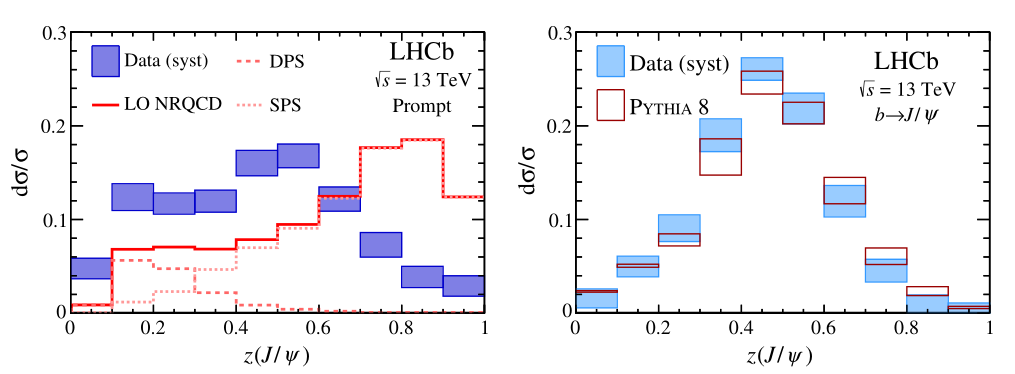 0.3
0.2
0.1
0
dσ/σ
Data (syst)
DPS
LO NRQCD
SPS
LHCb
√s = 13 TeV
Prompt
0 0.2 0.4 0.6 0.8 1
z(J/ψ)
0.3
0.2
0.1
0
dσ/σ
Data (syst)
PYTHIA 8
LHCb
√s = 13 TeV
b→J/ψ
0 0.2 0.4 0.6 0.8 1
z(J/ψ)